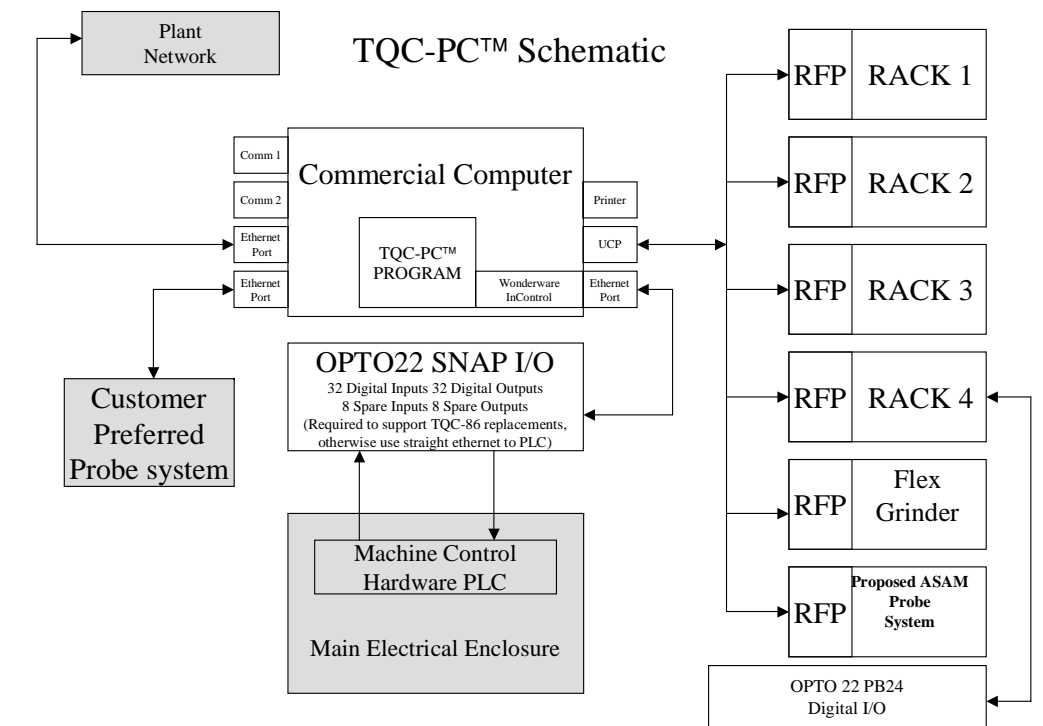 Plant
Network
TQC-PC™ Schematic
Comm 1
Comm 2
Ethernet
Port
Ethernet
Port
Commercial Computer
TQC-PC™
PROGRAM
Wonderware
InControl
Printer
UCP
Ethernet
Port
OPTO22 SNAP I/O
32 Digital Inputs 32 Digital Outputs
8 Spare Inputs 8 Spare Outputs
(Required to support TQC-86 replacements,
otherwise use straight ethernet to PLC)
Customer
Preferred
Probe system
Machine Control
Hardware PLC
Main Electrical Enclosure
RFP RACK 1
RFP RACK 2
RFP RACK 3
RFP RACK 4
RFP
Flex
Grinder
RFP
Proposed ASAM
Probe
System
OPTO 22 PB24
Digital I/O